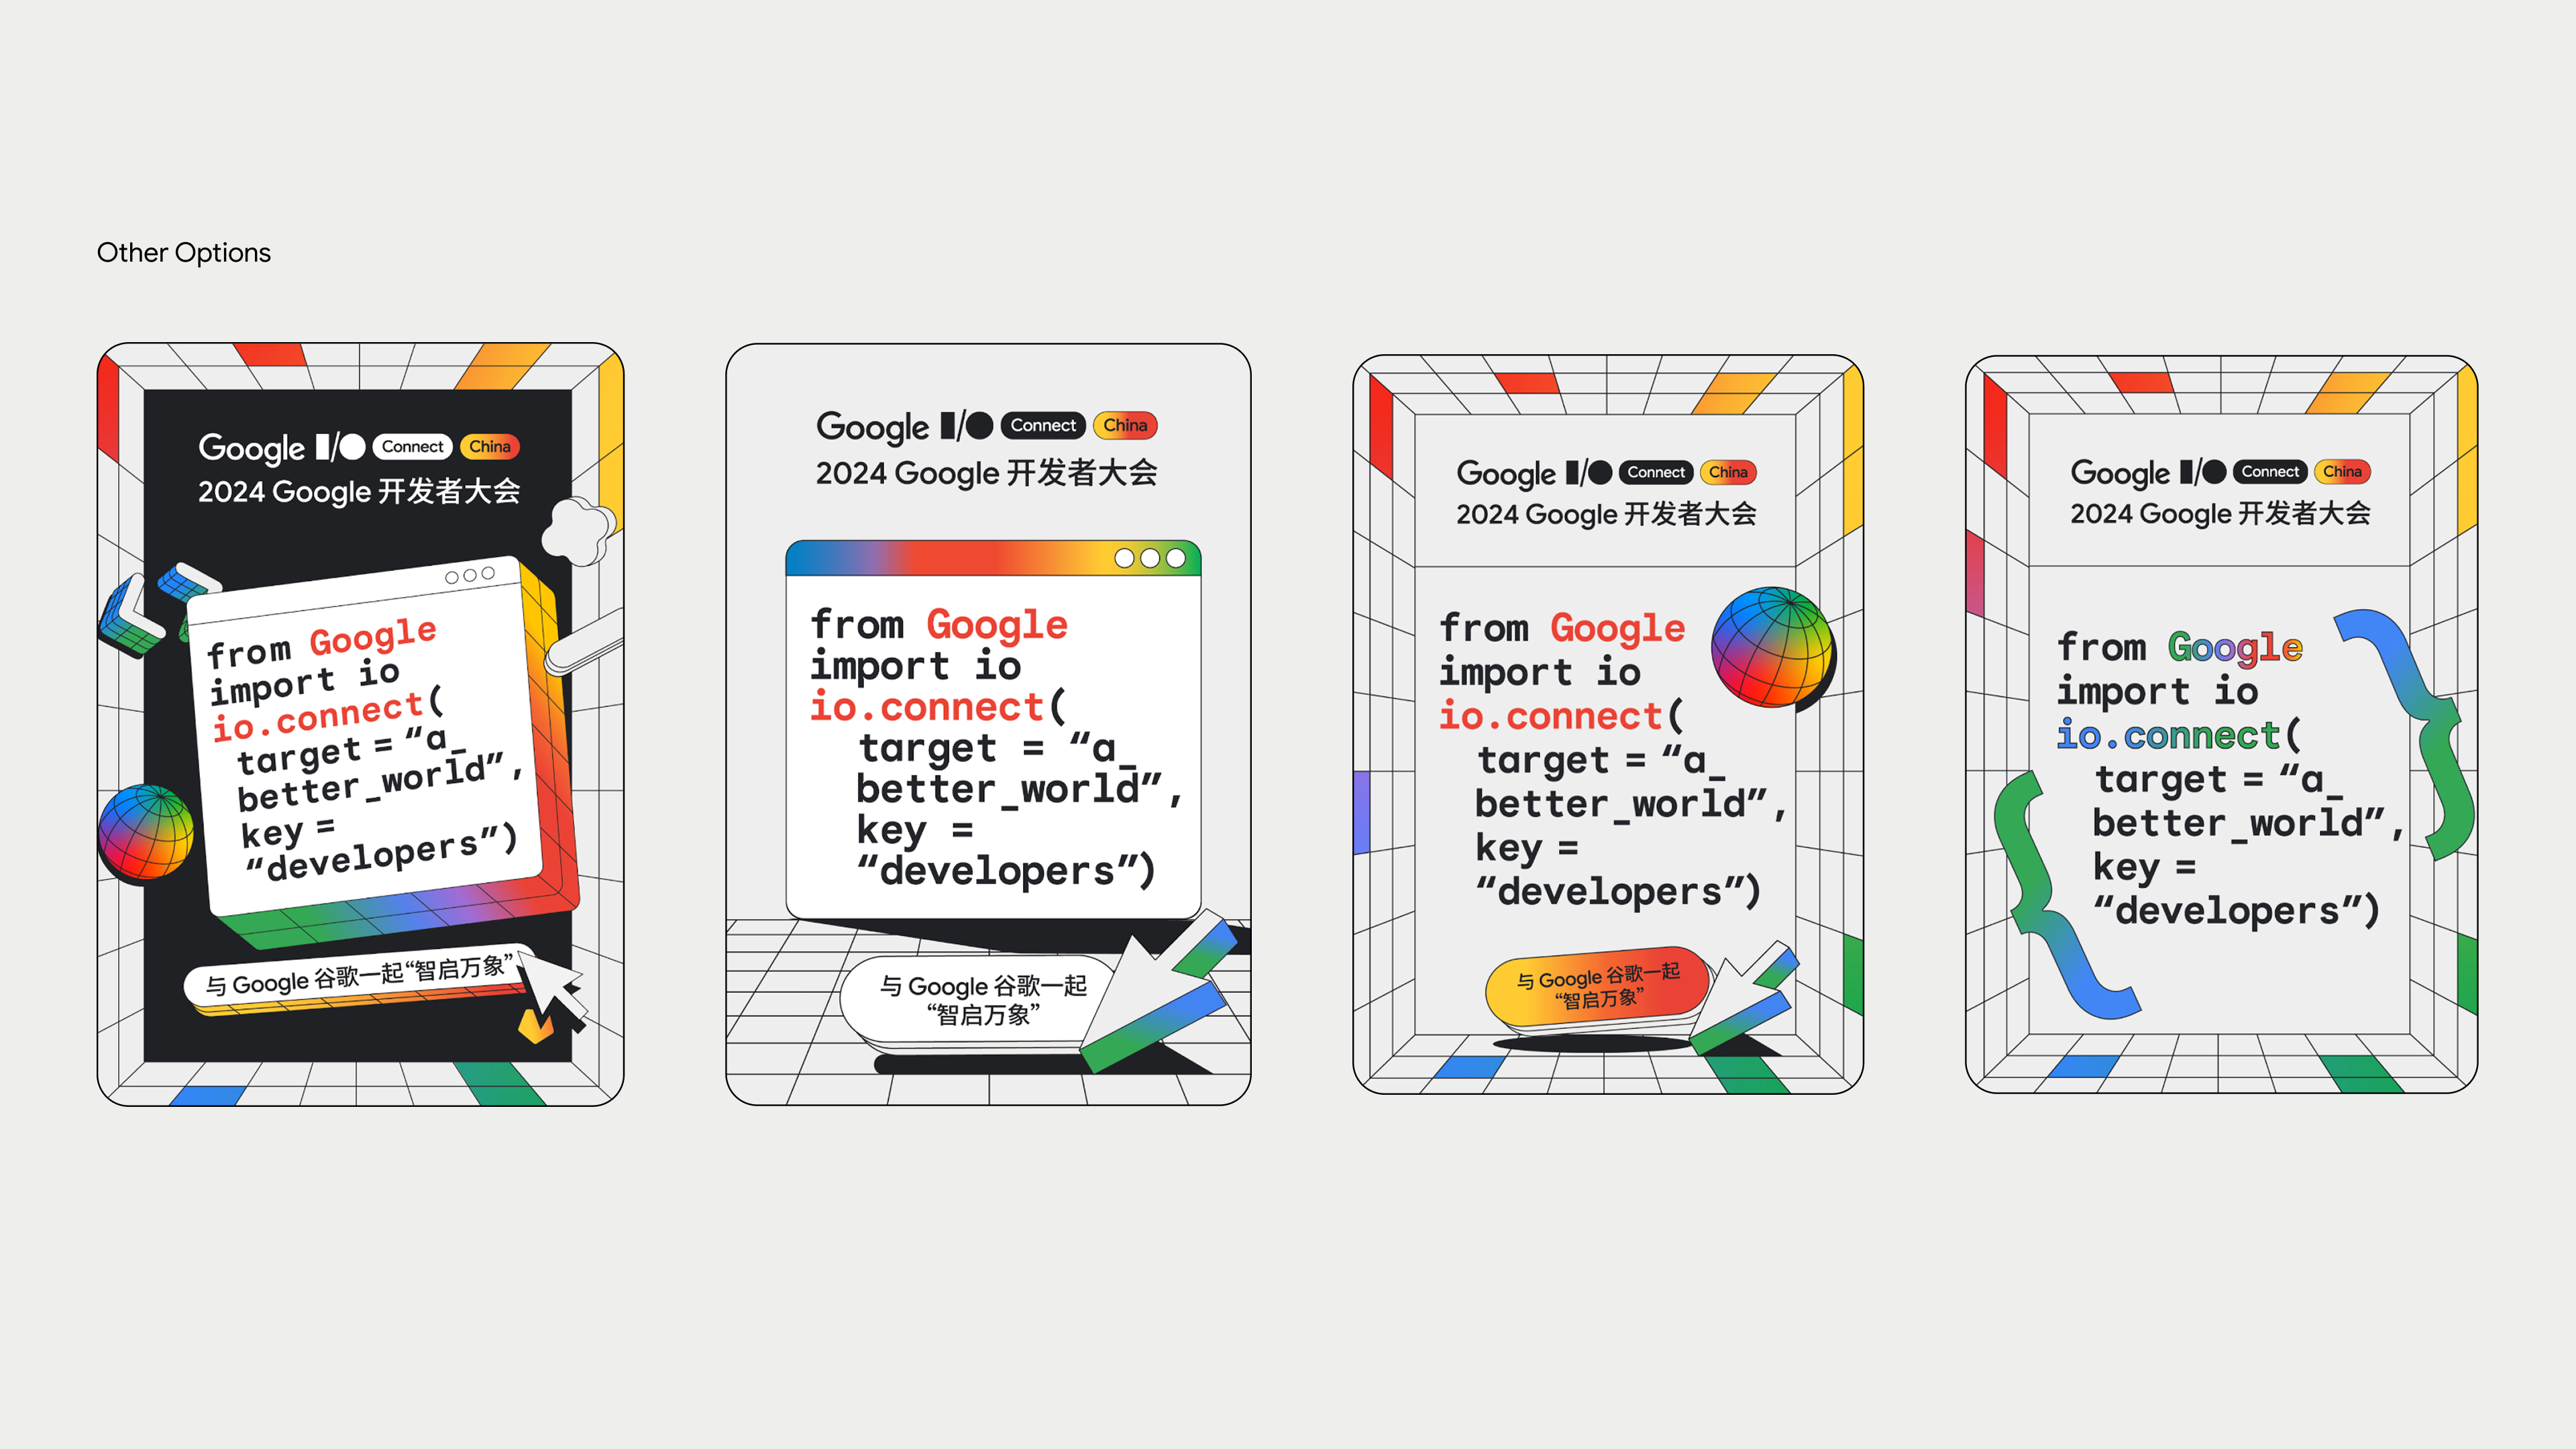 Other Options
Google I/O Connect China
2024 Google 开发者大会
from Google
import io
io.connect(
target = “a_
better_world”,
key =
“developers”)
与 Google 谷歌一起“智启万象”
Google I/O Connect China
2024 Google 开发者大会
from Google
import io
io.connect(
target = “a_
better_world”,
key =
“developers”)
与 Google 谷歌一起
“智启万象”
Google I/O Connect China
2024 Google 开发者大会
from Google
import io
io.connect(
target = “a_
better_world”,
key =
“developers”)
与 Google 谷歌一起
“智启万象”
Google I/O Connect China
2024 Google 开发者大会
from Google
import io
io.connect(
target = “a_
better_world”,
key =
“developers”)